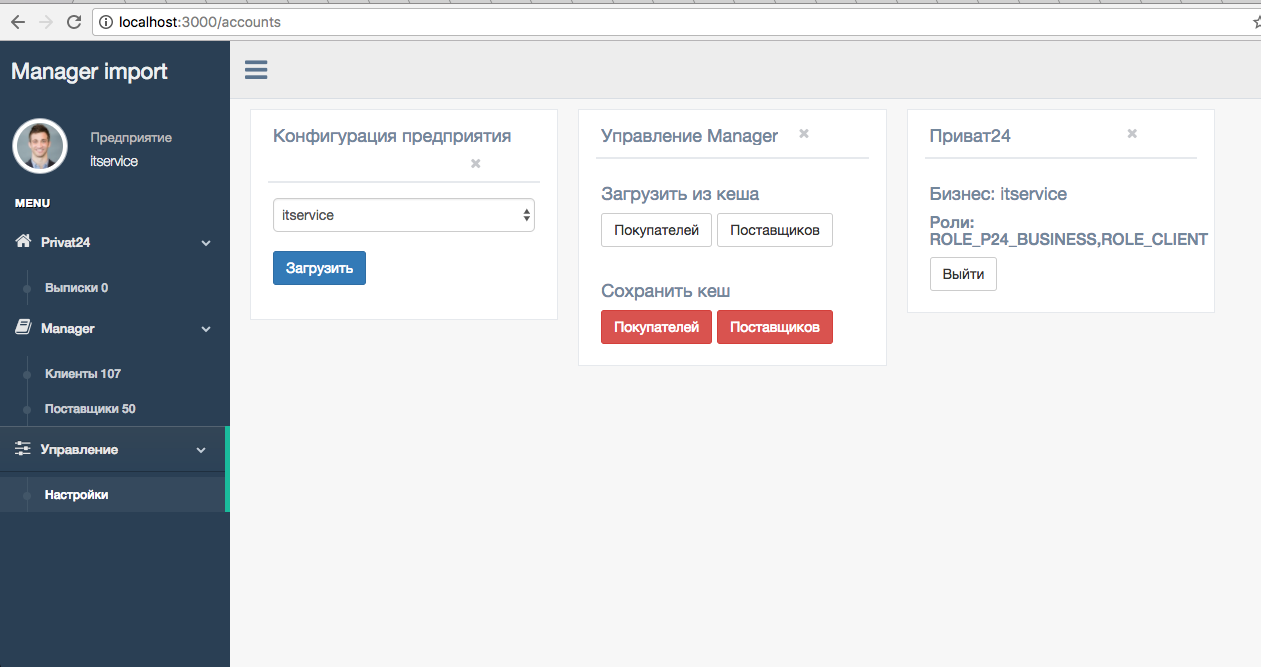 localhost:3000/accounts
Manager import
Предприятие
itservice
MENU
Privat24
Выписки 0
Manager
Клиенты 107
Поставщики 50
Управление
Настройки
Конфигурация предприятия
itservice
Загрузить
Управление Manager
Загрузить из кеша
Покупателей Поставщиков
Сохранить кеш
Покупателей Поставщиков
Приват24
Бизнес: itservice
Роли:
ROLE_P24_BUSINESS,ROLE_CLIENT
Выйти